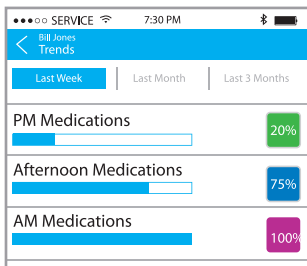 SERVICE 7:30 PM
Bill Jones
Trends
Last Week Last Month Last 3 Months
PM Medications
20%
Afternoon Medications
75%
AM Medications
100%